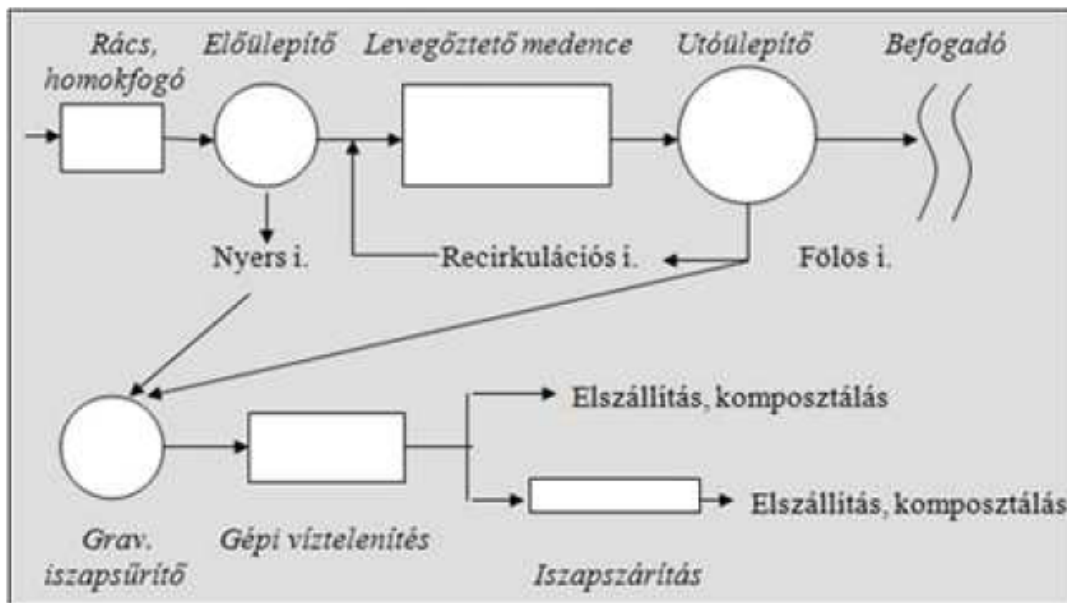 Rács,
homokfogó
Előülepítő
Levegőztető medence
Utóülepítő
Befogadó
Nyers i.
Recirkulációs i.
Fölös i.
Elszállítás, komposztálás
Elszállítás, komposztálás
Grav.
iszapsűrítő
Gépi víztelenítés
Iszapszárítás